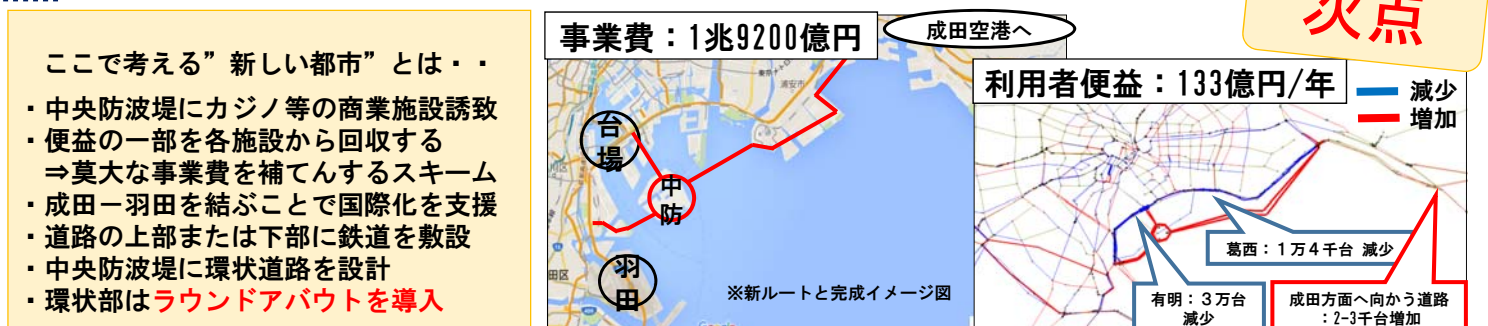 次点
ここで考える”新しい都市”とは・・
・中央防波堤にカジノ等の商業施設誘致
・便益の一部を各施設から回収する
⇒莫大な事業費を補てんするスキーム
・成田－羽田を結ぶことで国際化を支援
・道路の上部または下部に鉄道を敷設
・中央防波堤に環状道路を設計
・環状部はラウンドアバウトを導入
事業費：1兆9200億円
成田空港へ
浦安市
台場
中防
羽田
田区
※新ルートと完成イメージ図
利用者便益：133億円/年
減少
増加
葛西：1万4千台 減少
有明：3万台
減少
成田方面へ向かう道路
：2-3千台増加